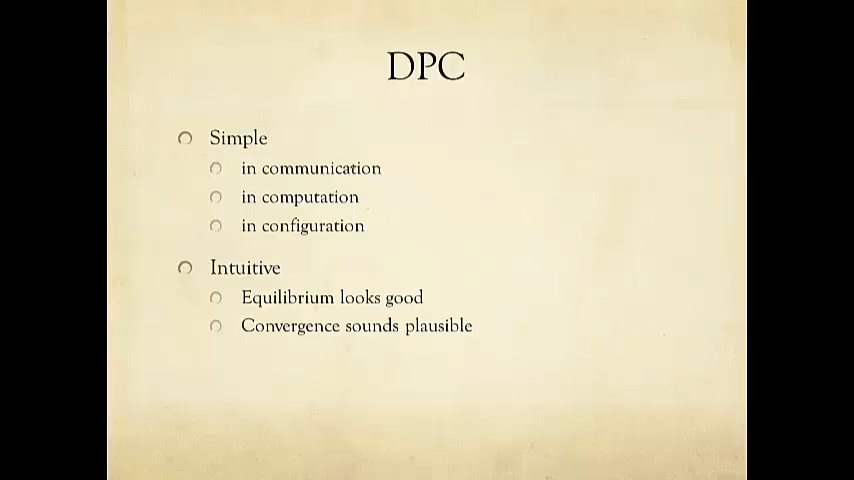 DPC
Simple
in communication
in computation
in configuration
Intuitive
Equilibrium looks good
Convergence sounds plausible